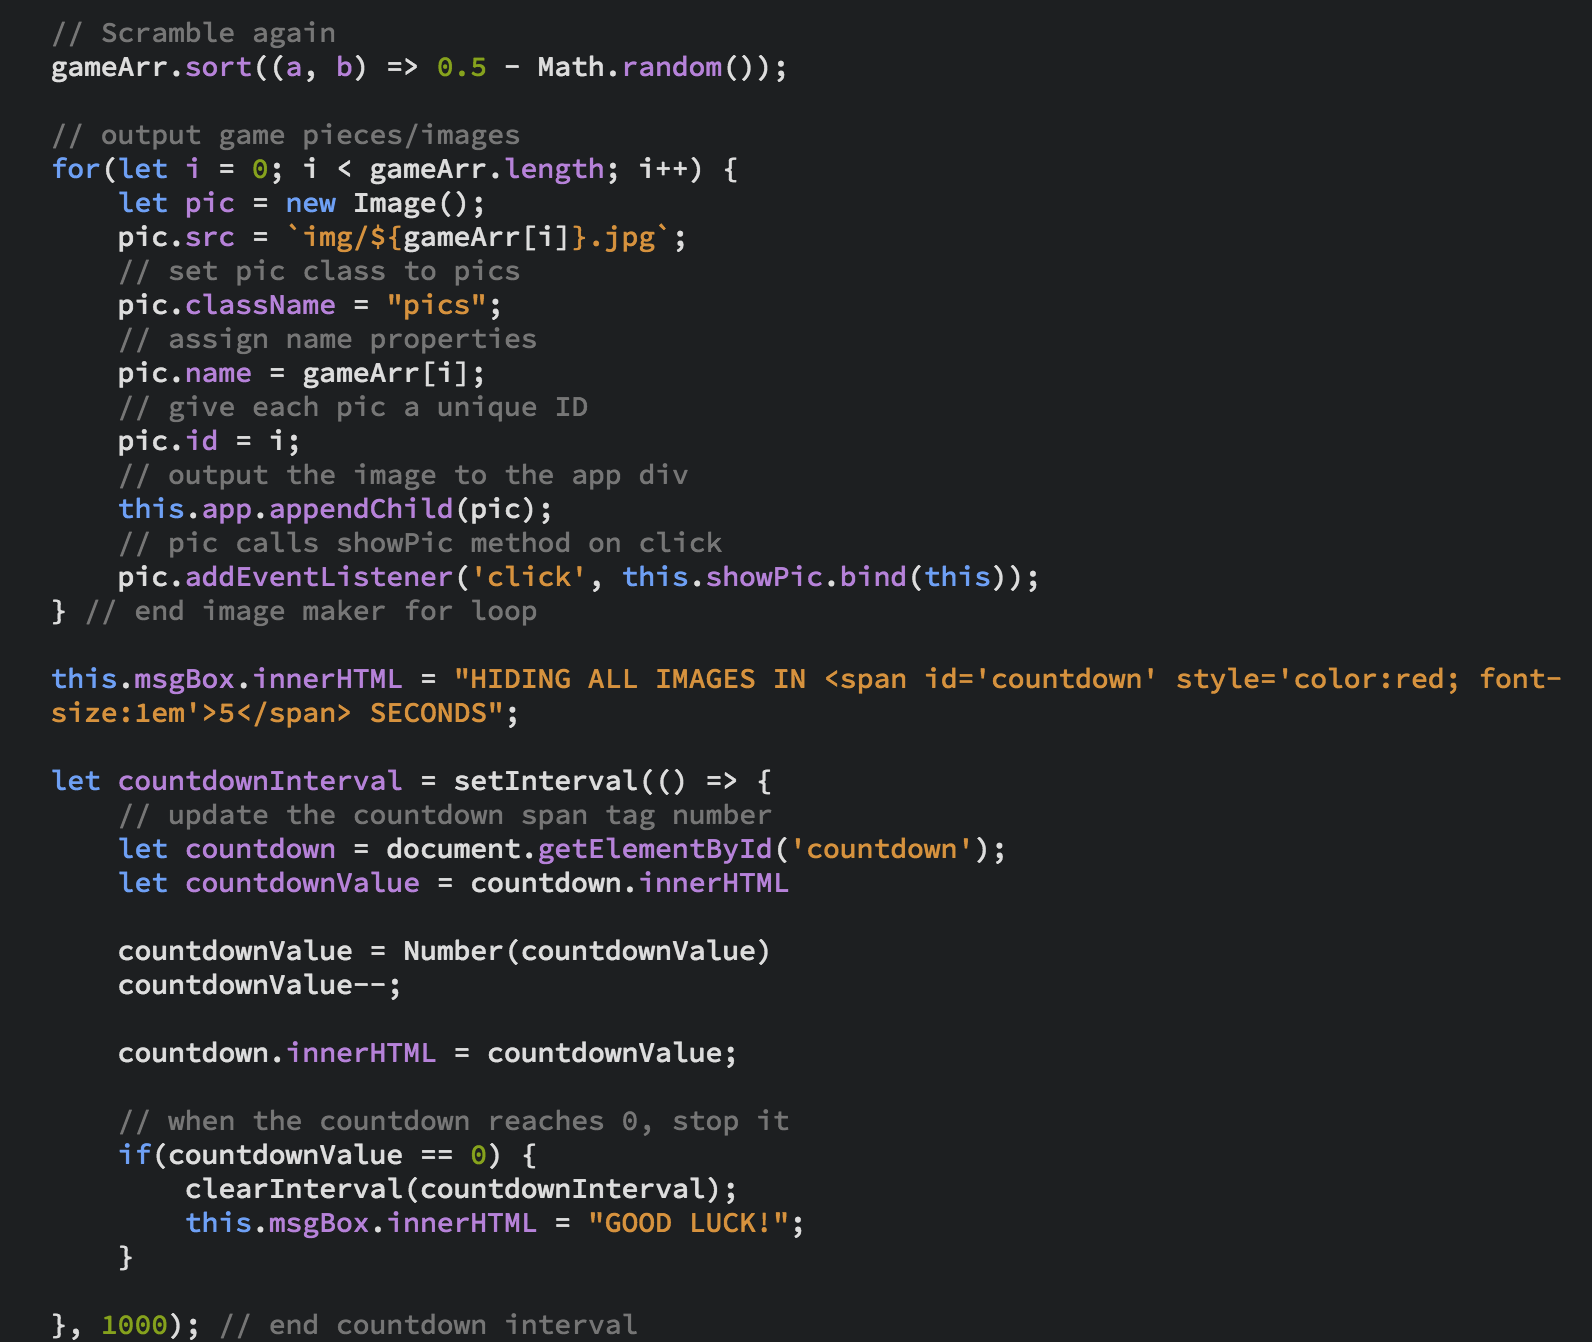 // Scramble again
gameArr.sort((a, b) => 0.5 - Math.random());

// output game pieces/images
for(let i = 0; i < gameArr.length; i++) {
    let pic = new Image();
    pic.src = `img/${gameArr[i]}.jpg`;
    // set pic class to pics
    pic.className = "pics";
    // assign name properties
    pic.name = gameArr[i];
    // give each pic a unique ID
    pic.id = i;
    // output the image to the app div
    this.app.appendChild(pic);
    // pic calls showPic method on click
    pic.addEventListener('click', this.showPic.bind(this));
} // end image maker for loop

this.msgBox.innerHTML = "HIDING ALL IMAGES IN <span id='countdown' style='color:red; font-
size:1em'>5</span> SECONDS";

let countdownInterval = setInterval(() => {
    // update the countdown span tag number
    let countdown = document.getElementById('countdown');
    let countdownValue = countdown.innerHTML

    countdownValue = Number(countdownValue)
    countdownValue--;

    countdown.innerHTML = countdownValue;

    // when the countdown reaches 0, stop it
    if(countdownValue == 0) {
        clearInterval(countdownInterval);
        this.msgBox.innerHTML = "GOOD LUCK!";
    }

}, 1000); // end countdown interval